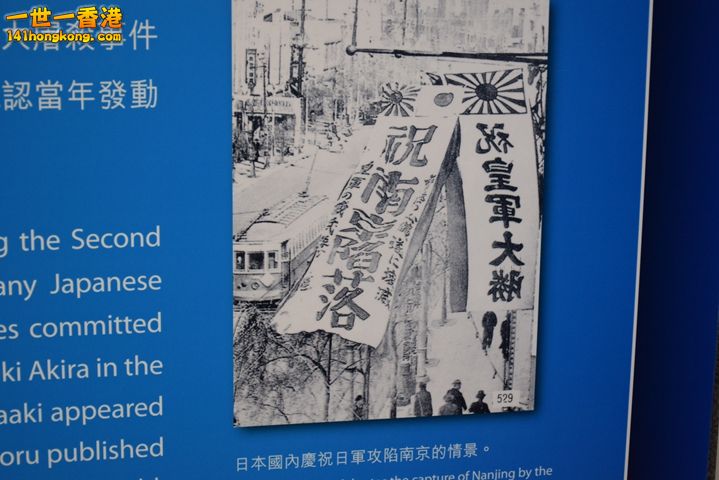 一世一香港
141hongkong.com
大屠殺事件
認當年發動
g the Second
any Japanese
es committed
ki Akira in the
aaki appeared
oru published
祝皇軍大勝
祝南京陷落
529
日本國內慶祝日軍攻陷南京的情景。
the capture of Nanjing by the